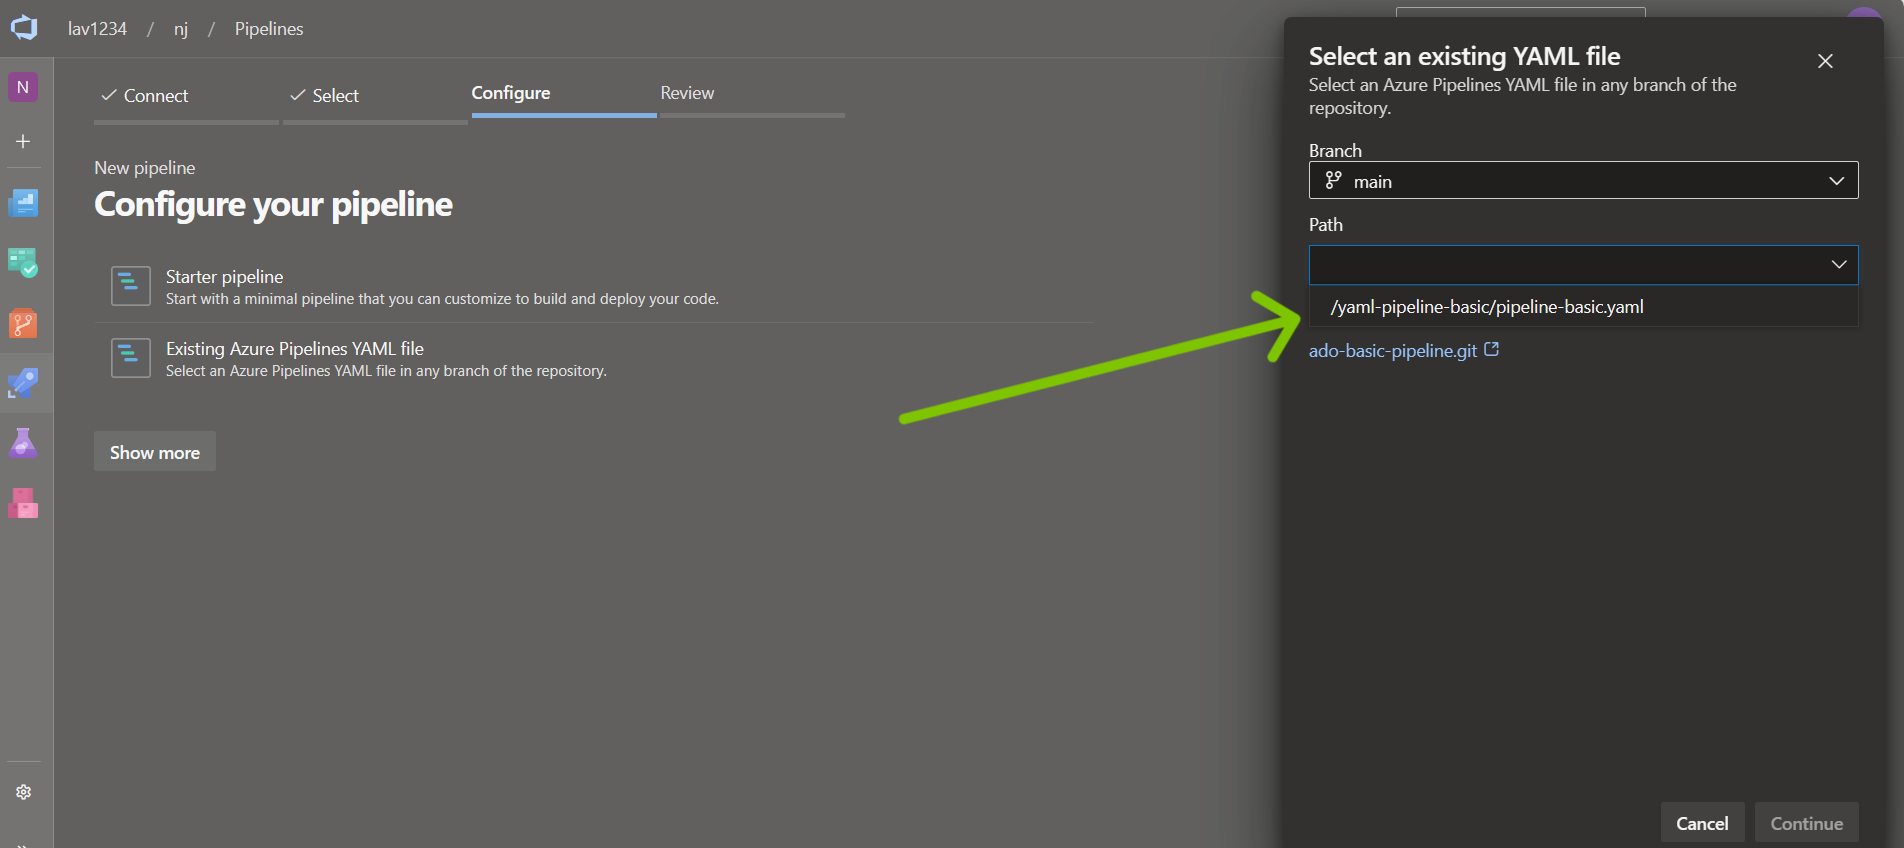 lav1234 / nj / Pipelines
N
Connect
Select
Configure
Review
New pipeline
Configure your pipeline
Starter pipeline
Start with a minimal pipeline that you can customize to build and deploy your code.
Existing Azure Pipelines YAML file
Select an Azure Pipelines YAML file in any branch of the repository.
Show more
Select an existing YAML file
Select an Azure Pipelines YAML file in any branch of the
repository.
Branch
main
Path
/yaml-pipeline-basic/pipeline-basic.yaml
ado-basic-pipeline.git
Cancel
Continue